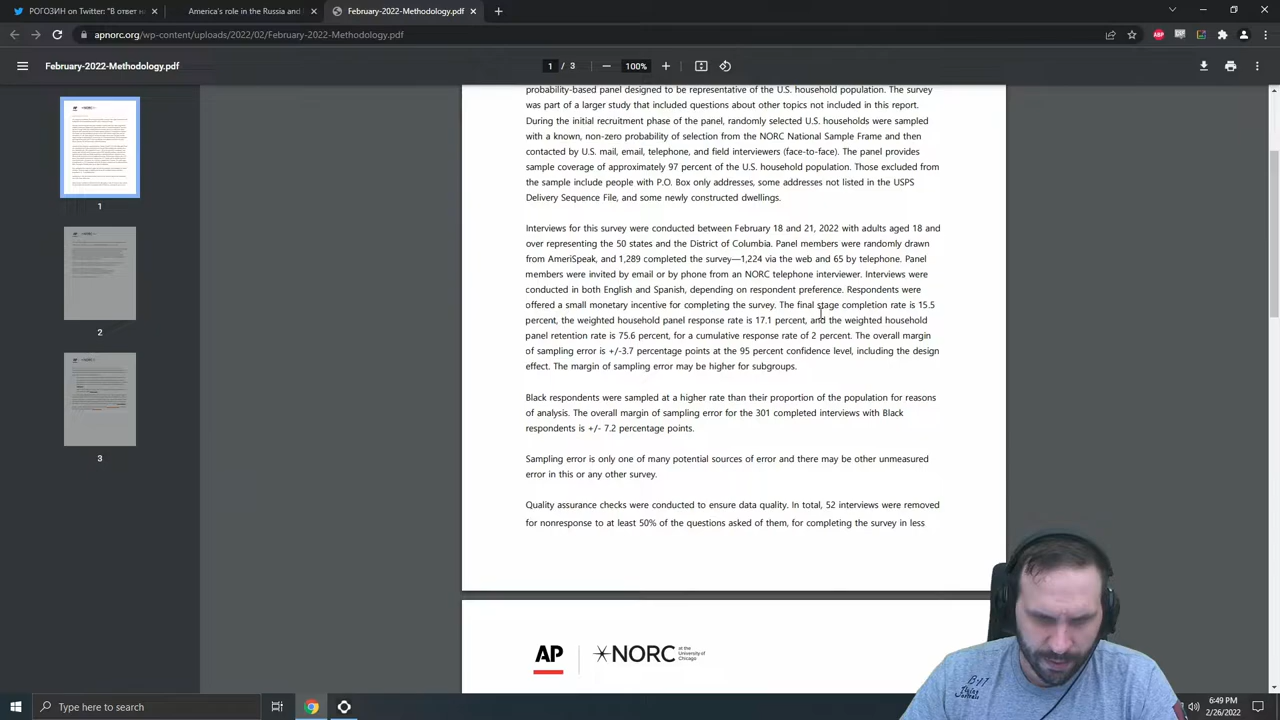 РОГОЗИН on Twitter: "В ответ н
America's role in the Russia and
February-2022-Methodology.pdf
apnorc.org/wp-content/uploads/2022/02/February-2022-Methodology.pdf
ABP
February-2022-Methodology.pdf
1 / 3
100%
1
2
3
probability-based panel designed to be representative of the U.S. household population. The survey
was part of a larger study that included questions about other topics not included in this report.
During the initial recruitment phase of the panel, randomly selected U.S. households were sampled
with a known, non-zero probability of selection from the NORC National Sample Frame and then
contacted by U.S. mail, email, telephone, and field interviewers (face-to-face). The panel provides
sample coverage of approximately 97 percent of the U.S. household population. Those excluded from
the sample include people with P.O. Box only addresses, some addresses not listed in the USPS
Delivery Sequence File, and some newly constructed dwellings.
Interviews for this survey were conducted between February 18 and 21, 2022 with adults aged 18 and
over representing the 50 states and the District of Columbia. Panel members were randomly drawn
from AmeriSpeak, and 1,289 completed the survey—1,224 via the web and 65 by telephone. Panel
members were invited by email or by phone from an NORC telephone interviewer. Interviews were
conducted in both English and Spanish, depending on respondent preference. Respondents were
offered a small monetary incentive for completing the survey. The final stage completion rate is 15.5
percent, the weighted household panel response rate is 17.1 percent, and the weighted household
panel retention rate is 75.6 percent, for a cumulative response rate of 2 percent. The overall margin
of sampling error is +/-3.7 percentage points at the 95 percent confidence level, including the design
effect. The margin of sampling error may be higher for subgroups.
Black respondents were sampled at a higher rate than their proportion of the population for reasons
of analysis. The overall margin of sampling error for the 301 completed interviews with Black
respondents is +/- 7.2 percentage points.
Sampling error is only one of many potential sources of error and there may be other unmeasured
error in this or any other survey.
Quality assurance checks were conducted to ensure data quality. In total, 52 interviews were removed
for nonresponse to at least 50% of the questions asked of them, for completing the survey in less
AP
NORC
at the
University of
Chicago
Type here to search
6:49 PM
2/26/2022